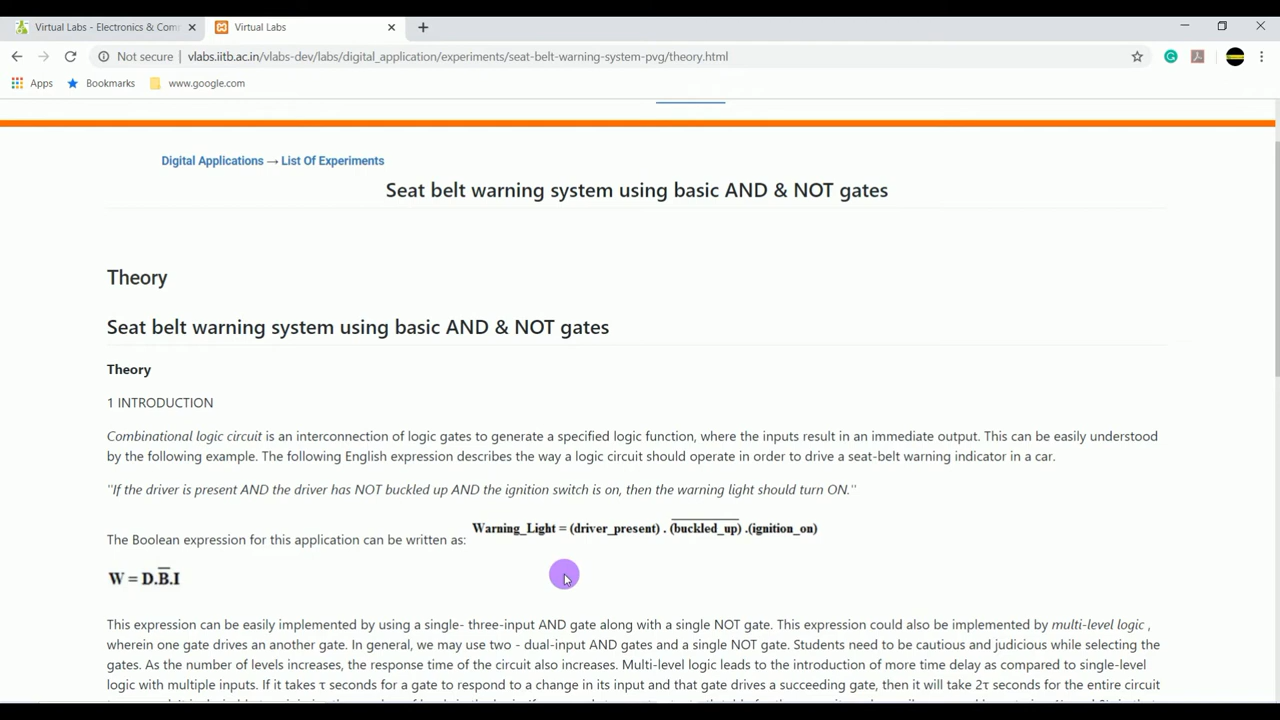 Virtual Labs - Electronics & Com
Virtual Labs
Not secure | vlabs.iitb.ac.in/vlabs-dev/labs/digital_application/experiments/seat-belt-warning-system-pvg/theory.html
Apps Bookmarks www.google.com
Digital Applications → List Of Experiments
Seat belt warning system using basic AND & NOT gates
Theory
Seat belt warning system using basic AND & NOT gates
Theory
1 INTRODUCTION
Combinational logic circuit is an interconnection of logic gates to generate a specified logic function, where the inputs result in an immediate output. This can be easily understood
by the following example. The following English expression describes the way a logic circuit should operate in order to drive a seat-belt warning indicator in a car.
"If the driver is present AND the driver has NOT buckled up AND the ignition switch is on, then the warning light should turn ON."
The Boolean expression for this application can be written as: Warning_Light = (driver_present) . (b̅u̅c̅k̅l̅e̅d̅_̅u̅p̅) .(ignition_on)
W = D.B̅.I
This expression can be easily implemented by using a single- three-input AND gate along with a single NOT gate. This expression could also be implemented by multi-level logic ,
wherein one gate drives an another gate. In general, we may use two - dual-input AND gates and a single NOT gate. Students need to be cautious and judicious while selecting the
gates. As the number of levels increases, the response time of the circuit also increases. Multi-level logic leads to the introduction of more time delay as compared to single-level
logic with multiple inputs. If it takes τ seconds for a gate to respond to a change in its input and that gate drives a succeeding gate, then it will take 2τ seconds for the entire circuit